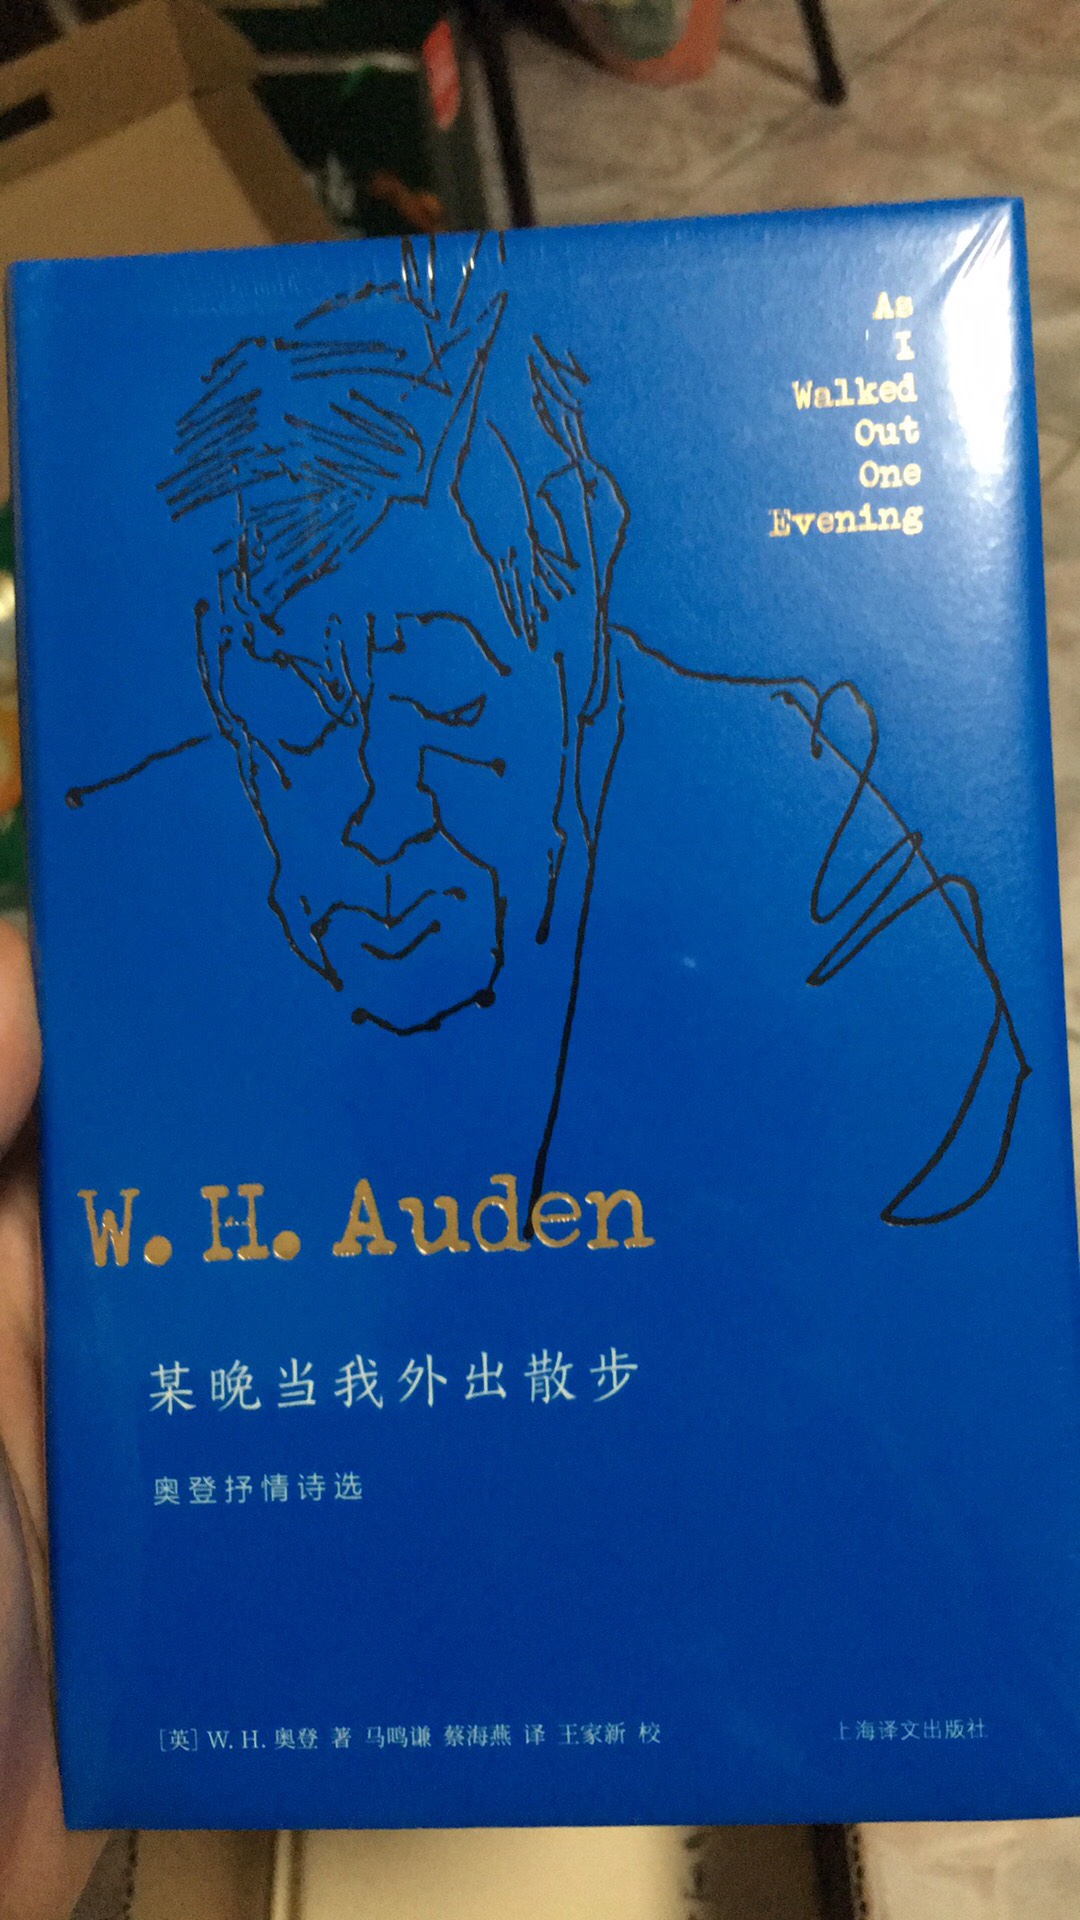 As
I
Walked
Out
One
Evening
W. H. Auden
某晚当我外出散步
奥登抒情诗选
[英] W. H. 奥登 著 马鸣谦 蔡海燕 译 王家新 校
上海译文出版社